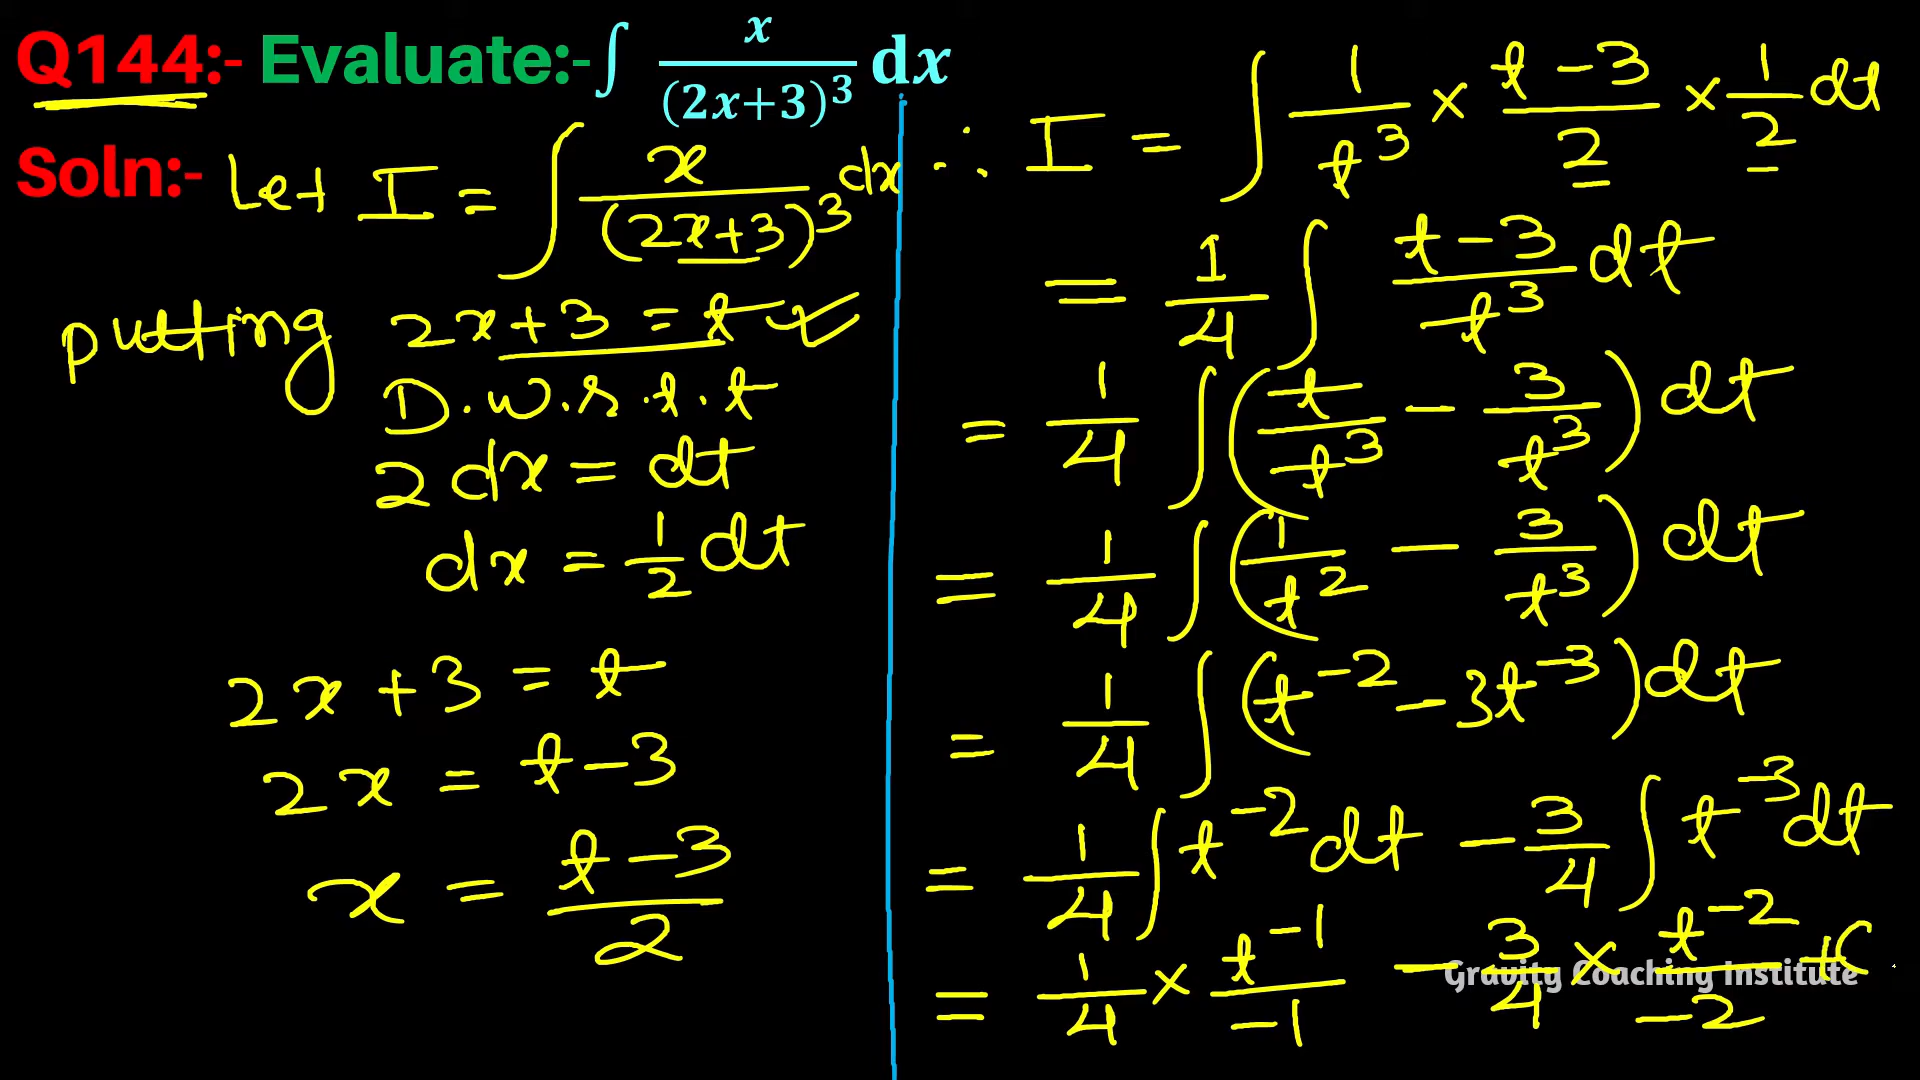 Q144:- Evaluate:- ∫ x/(2x+3)³ dx
Soln:- Let I = ∫ x/(2x+3)³ dx
putting 2x+3 = t ✓
D.w.r.t.t
2dx = dt
dx = 1/2 dt
2x+3 = t
2x = t-3
x = (t-3)/2
∴ I = ∫ 1/t³ × (t-3)/2 × 1/2 dt
= 1/4 ∫ (t-3)/t³ dt
= 1/4 ∫ (t/t³ - 3/t³) dt
= 1/4 ∫ (1/t² - 3/t³) dt
= 1/4 ∫ (t⁻² - 3t⁻³) dt
= 1/4 ∫ t⁻² dt - 3/4 ∫ t⁻³ dt
= 1/4 × t⁻¹/-1 - 3/4 × t⁻²/-2 + C
Gravity Coaching Institute